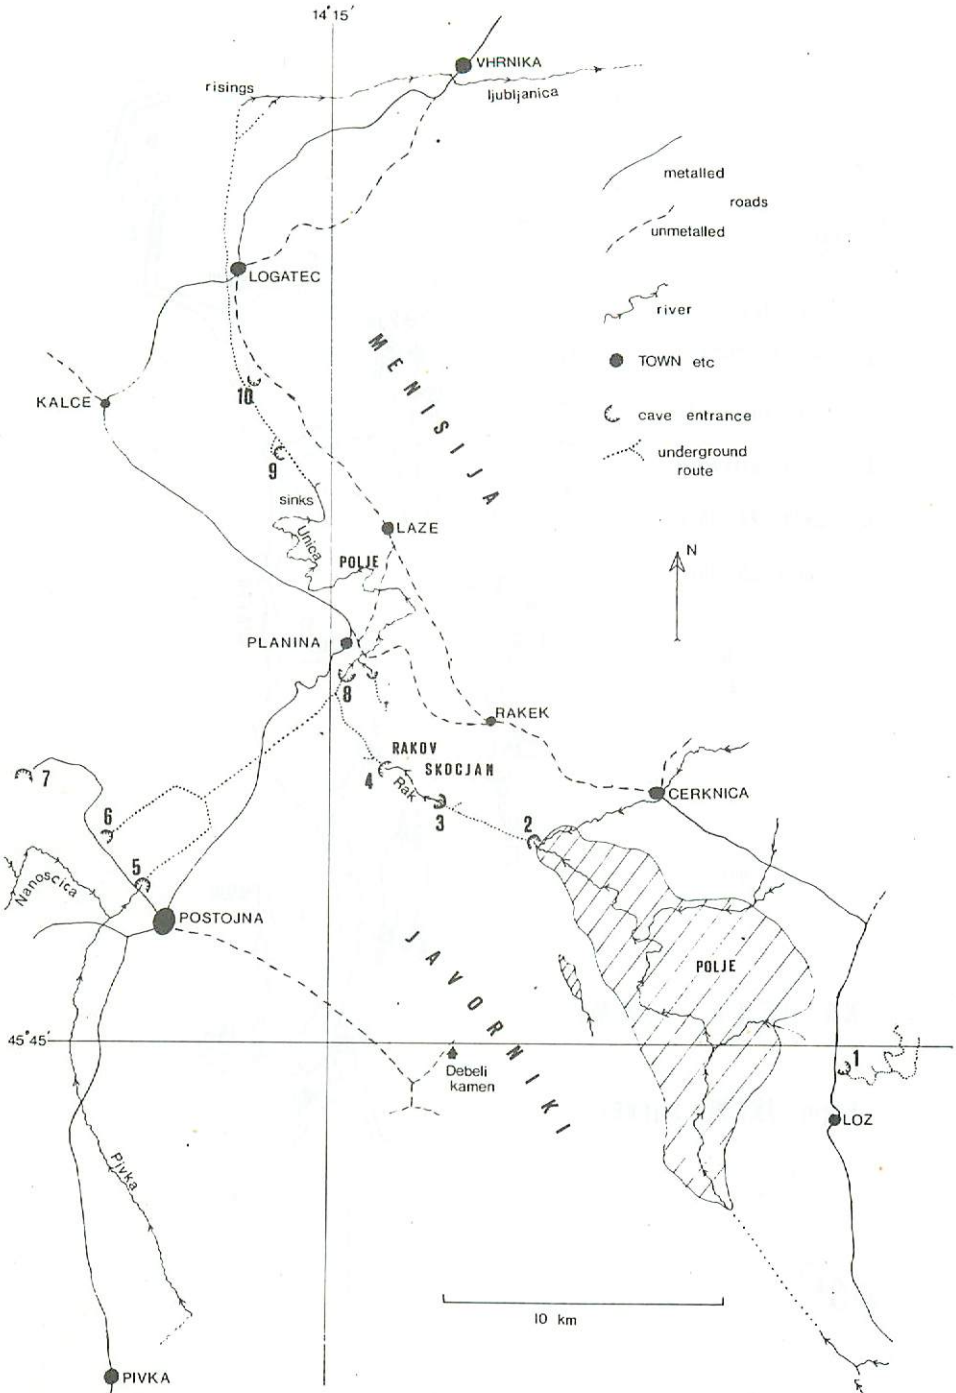 14°15'
VHRNIKA
risings
ljubljanica
metalled
roads
unmetalled
LOGATEC
river
MENISIJA
TOWN etc
10
KALCE
cave entrance
9
underground
route
sinks
Unica
LAZE
POLJE
N
PLANINA
8
RAKEK
RAKOV
SKOCJAN
4
Rak
7
3
2
CERKNICA
6
5
Nanoscica
POSTOJNA
JAVORNIKI
POLJE
45°45'
1
Debeli
kamen
LOZ
Pivka
10 km
PIVKA